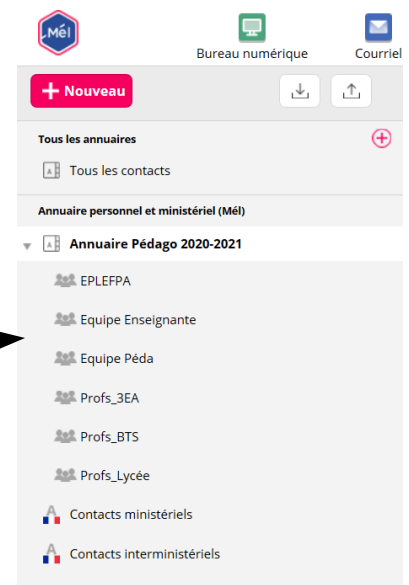 Mél
Bureau numérique
Courriel
+ Nouveau
Tous les annuaires
Tous les contacts
Annuaire personnel et ministériel (Mél)
Annuaire Pédago 2020-2021
EPLEFPA
Equipe Enseignante
Equipe Péda
Profs_3EA
Profs_BTS
Profs_Lycée
Contacts ministériels
Contacts interministériels